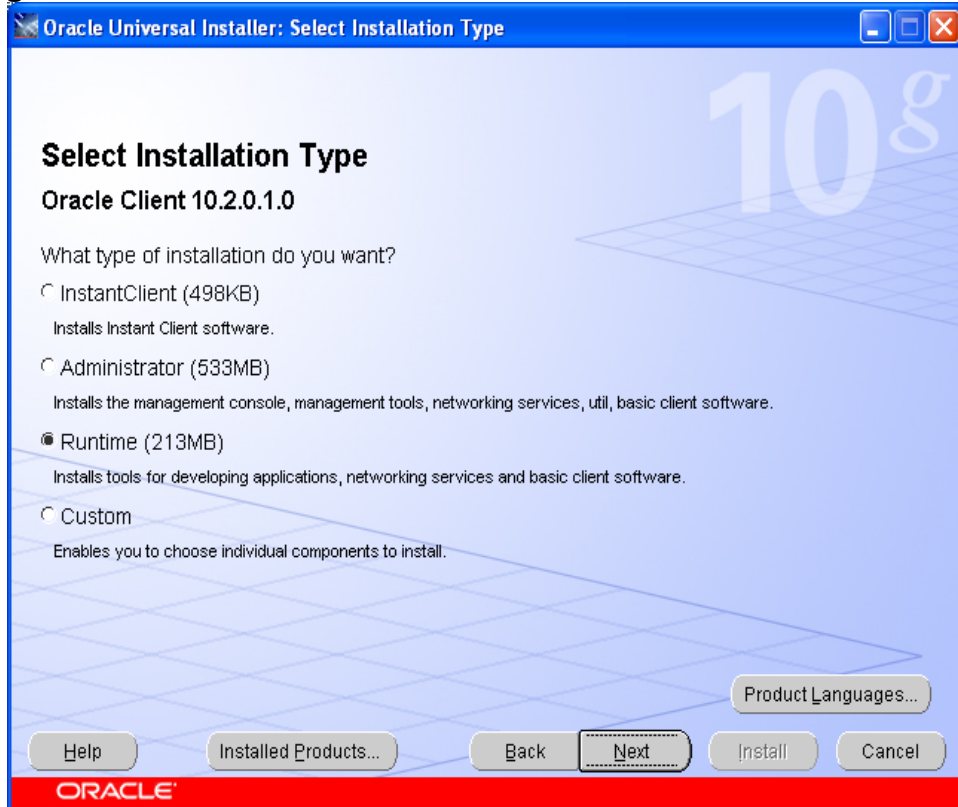 Oracle Universal Installer: Select Installation Type
10g
Select Installation Type
Oracle Client 10.2.0.1.0
What type of installation do you want?
InstantClient (498KB)
Installs Instant Client software.
Administrator (533MB)
Installs the management console, management tools, networking services, util, basic client software.
Runtime (213MB)
Installs tools for developing applications, networking services and basic client software.
Custom
Enables you to choose individual components to install.
Product Languages...
Help Installed Products... Back Next Install Cancel
ORACLE